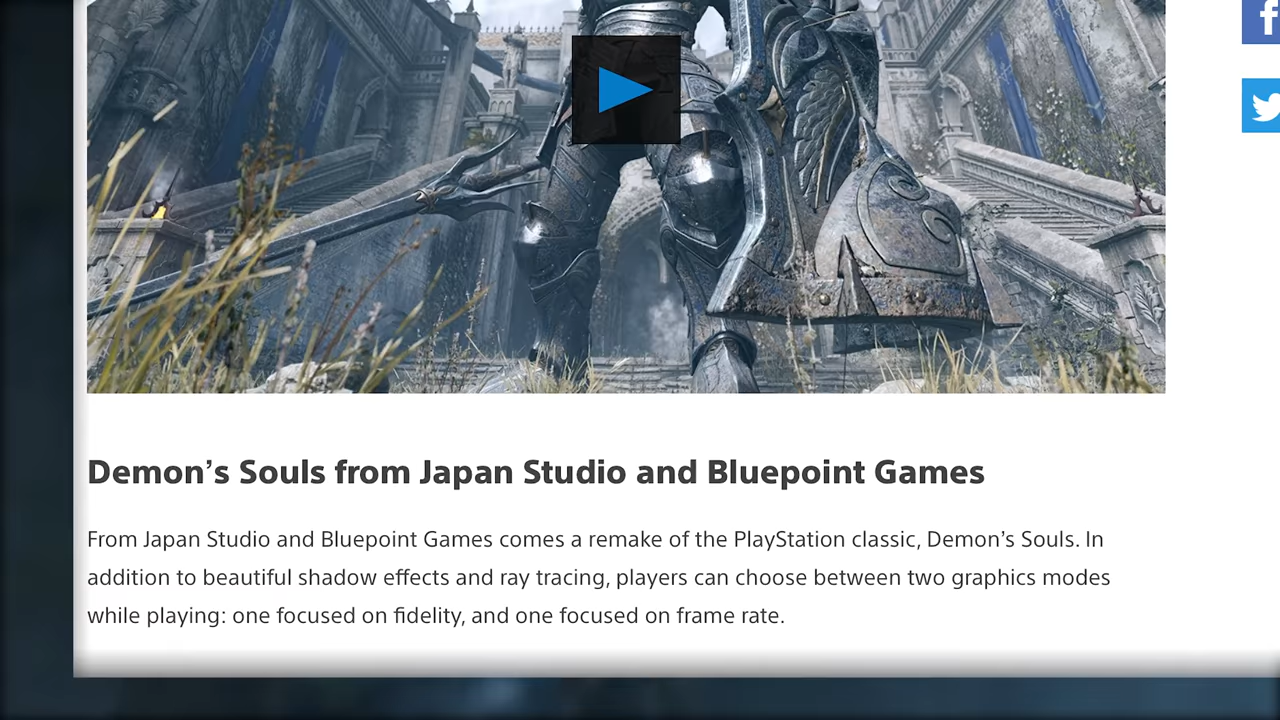 Demon’s Souls from Japan Studio and Bluepoint Games
From Japan Studio and Bluepoint Games comes a remake of the PlayStation classic, Demon’s Souls. In
addition to beautiful shadow effects and ray tracing, players can choose between two graphics modes
while playing: one focused on fidelity, and one focused on frame rate.